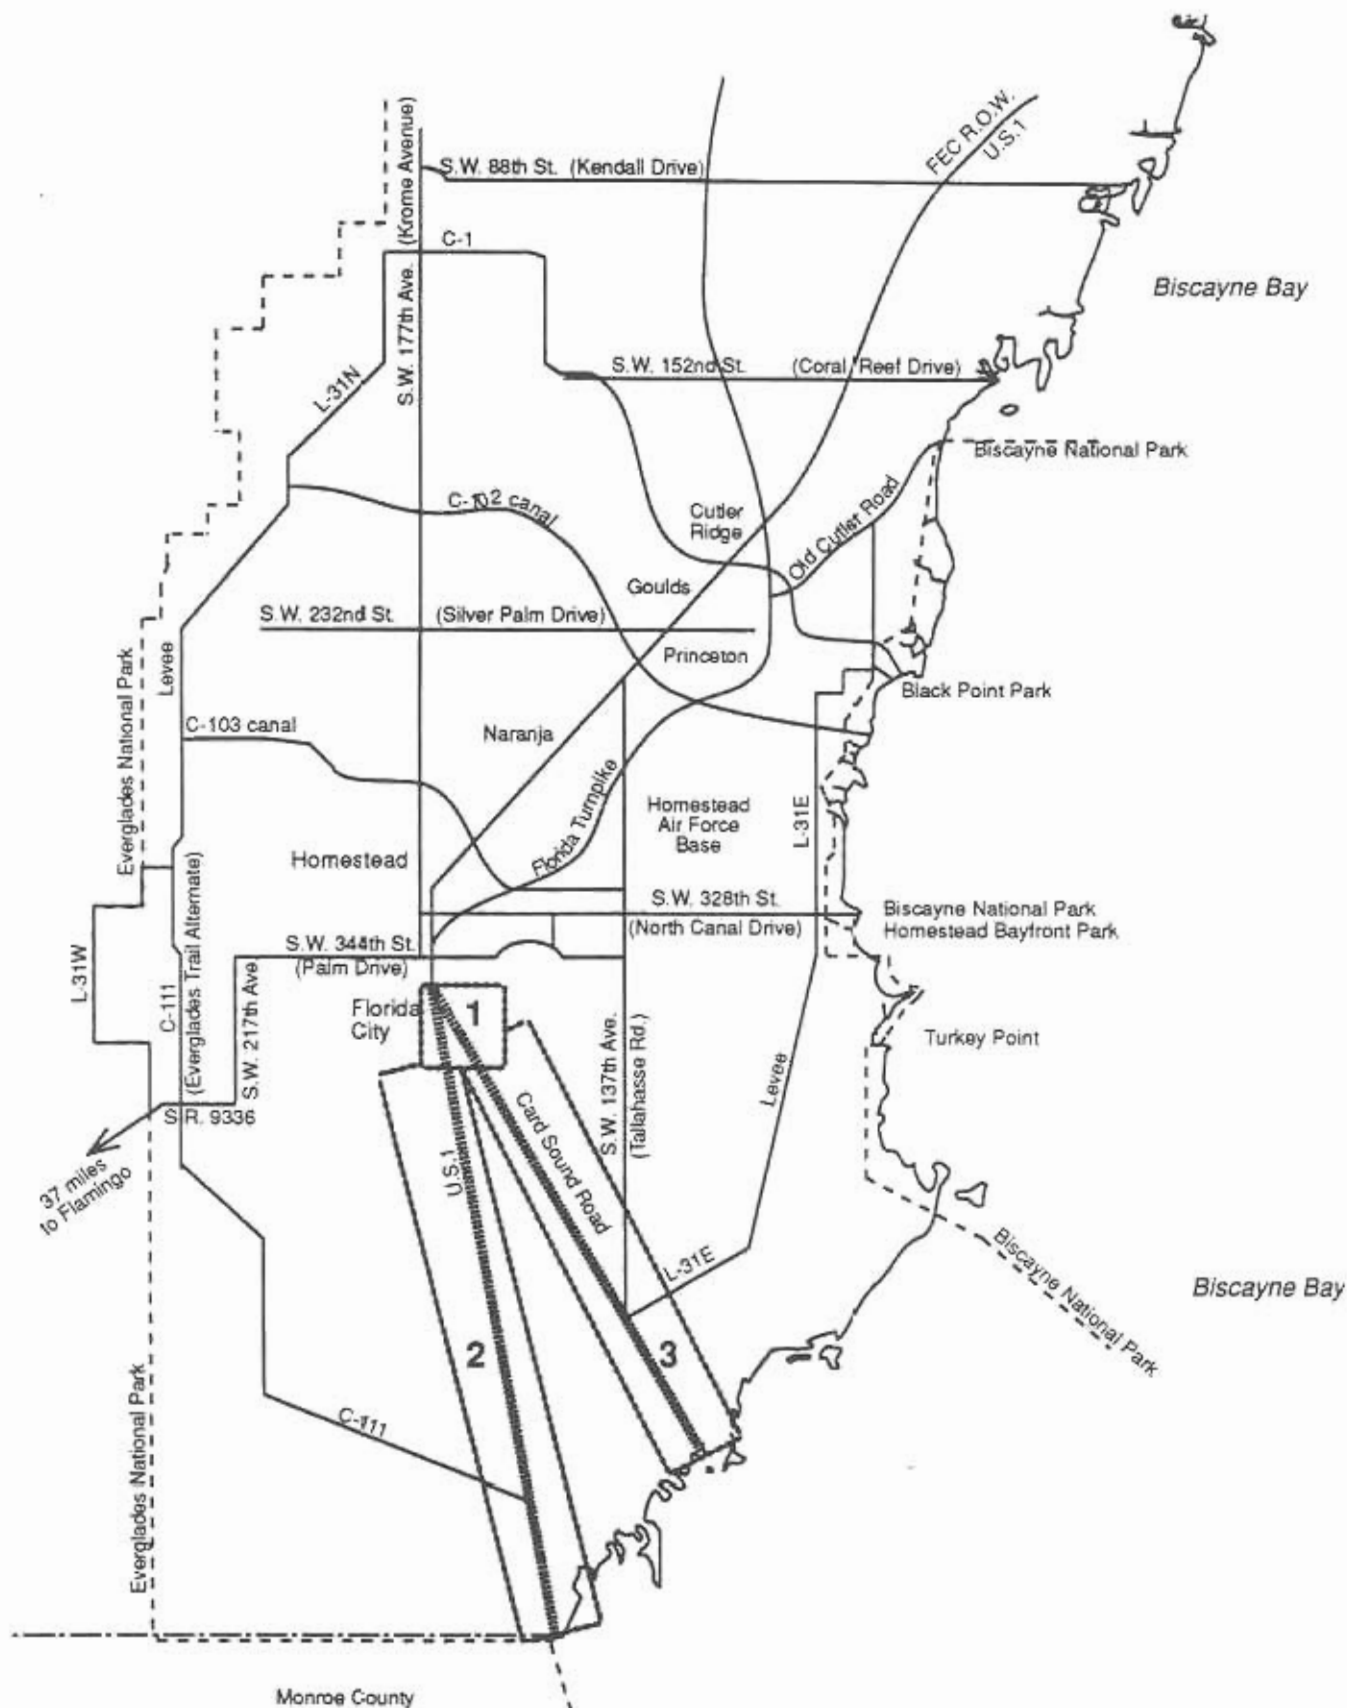 FEC R.O.W.
U.S.1
(Krome Avenue)
S.W. 177th Ave.
S.W. 88th St. (Kendall Drive)
C-1
Biscayne Bay
L-31N
S.W. 152nd St. (Coral Reef Drive)
Biscayne National Park
C-102 canal
Cutler
Ridge
Old Cutler Road
Goulds
S.W. 232nd St. (Silver Palm Drive)
Princeton
Levee
Everglades National Park
Black Point Park
C-103 canal
Naranja
Florida Turnpike
Homestead
Air Force
Base
L-31E
Homestead
S.W. 328th St.
(North Canal Drive)
Biscayne National Park
Homestead Bayfront Park
S.W. 344th St.
(Palm Drive)
L-31W
C-111
(Everglades Trail Alternate)
S.W. 217th Ave.
Florida
City
1
S.W. 137th Ave.
(Tallahasse Rd.)
Turkey Point
Levee
S.R. 9336
37 miles
to Flamingo
U.S.1
Card Sound Road
L-31E
Biscayne National Park
Biscayne Bay
2
3
C-111
Everglades National Park
Monroe County